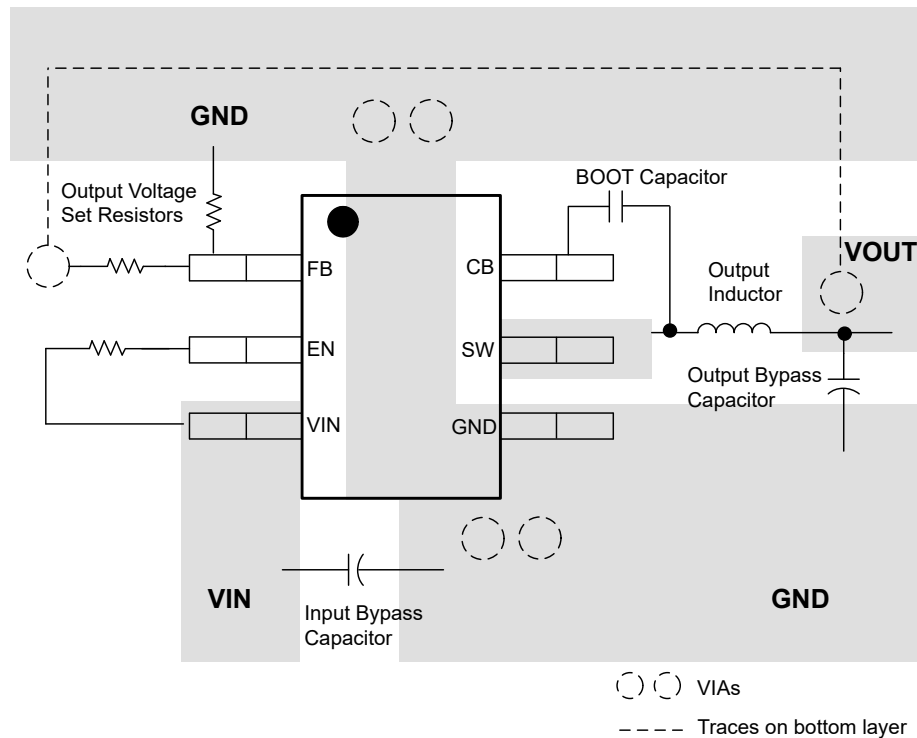 GND
Output Voltage
Set Resistors
BOOT Capacitor
FB
CB
Output
Inductor
VOUT
EN
SW
Output Bypass
Capacitor
VIN
GND
VIN
Input Bypass
Capacitor
GND
VIAs
Traces on bottom layer